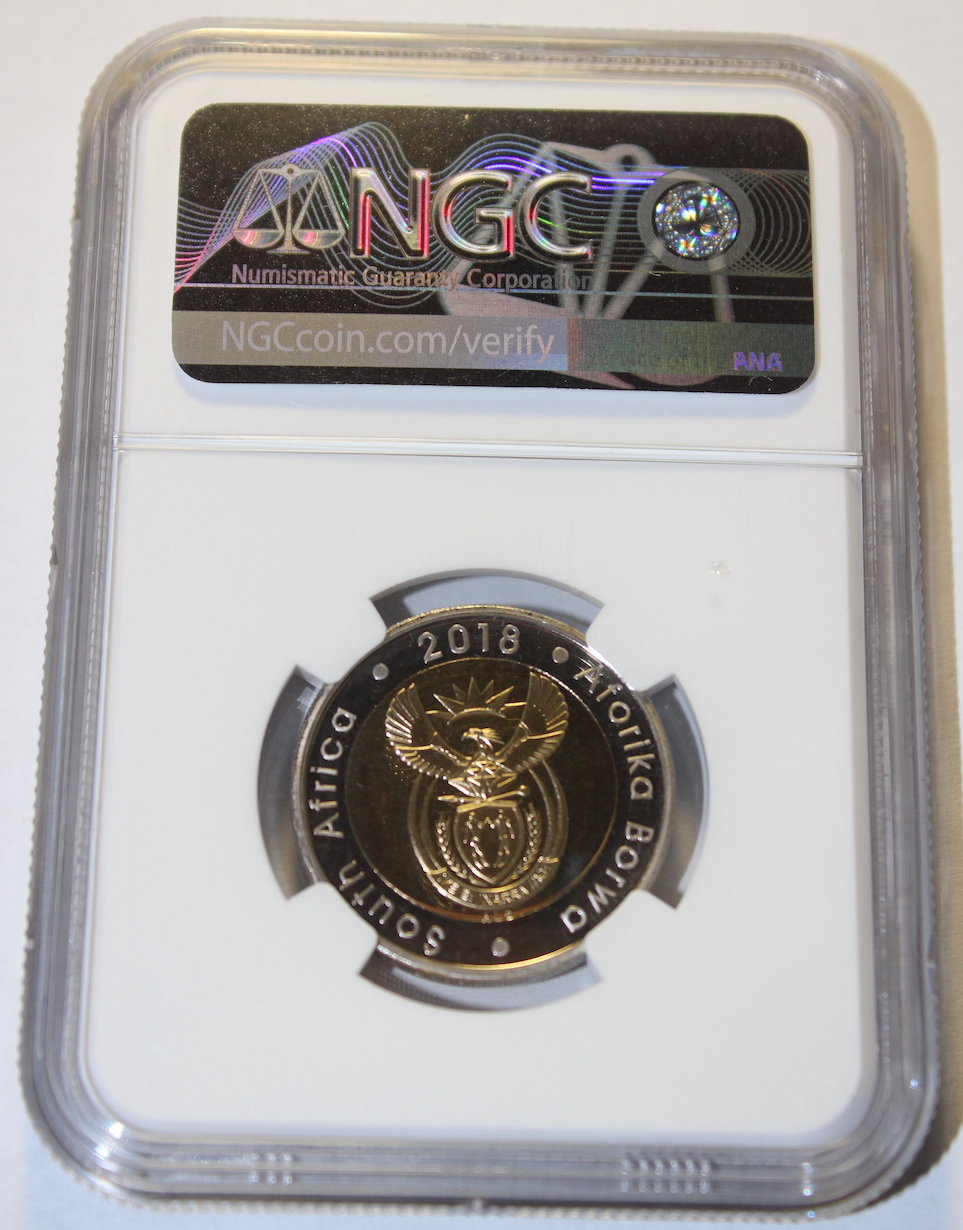 NGC
Numismatic Guaranty Corporation
NGCcoin.com/verify
ANA
2018
Aforika Borwa
South Africa